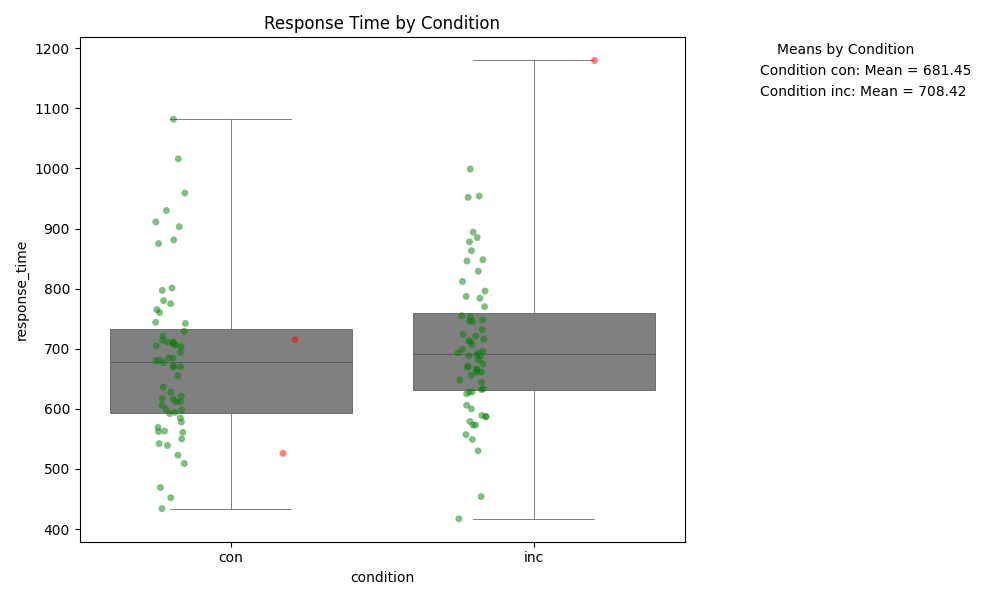 Response Time by Condition
Means by Condition
Condition con: Mean = 681.45
Condition inc: Mean = 708.42
response_time
1200
1100
1000
900
800
700
600
500
400
con
inc
condition